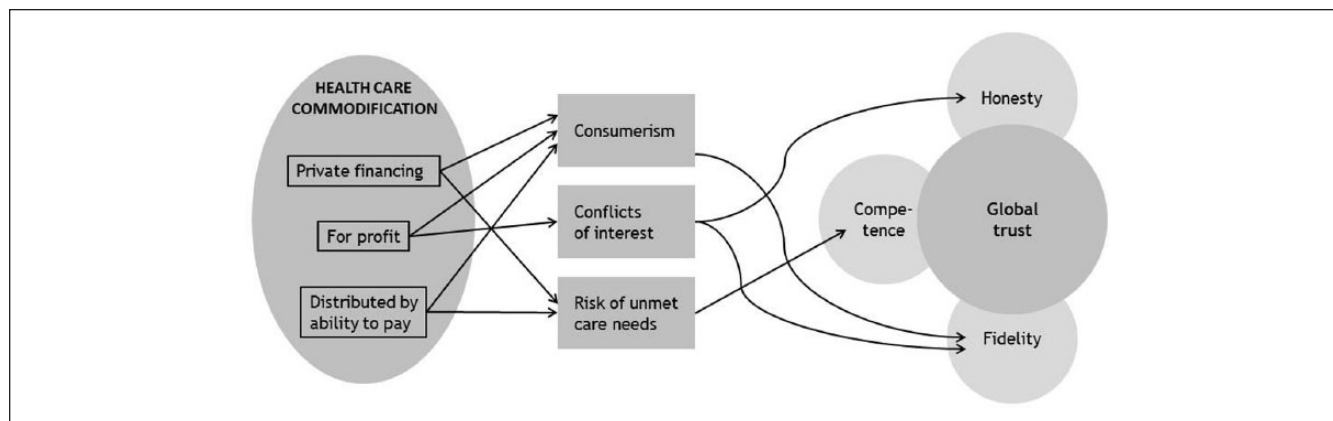 HEALTH CARE
COMMODIFICATION
Private financing
For profit
Distributed by
ability to pay
Consumerism
Conflicts
of interest
Risk of unmet
care needs
Honesty
Compe-
tence
Global
trust
Fidelity